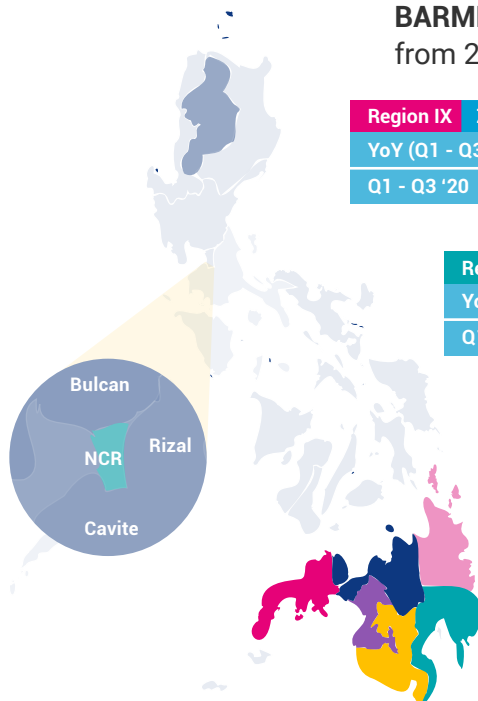 BARM
from 2
Region IX
YoY (Q1 - Q3
Q1 - Q3 ‘20
Re
Yo
Q
Bulcan
NCR
Rizal
Cavite